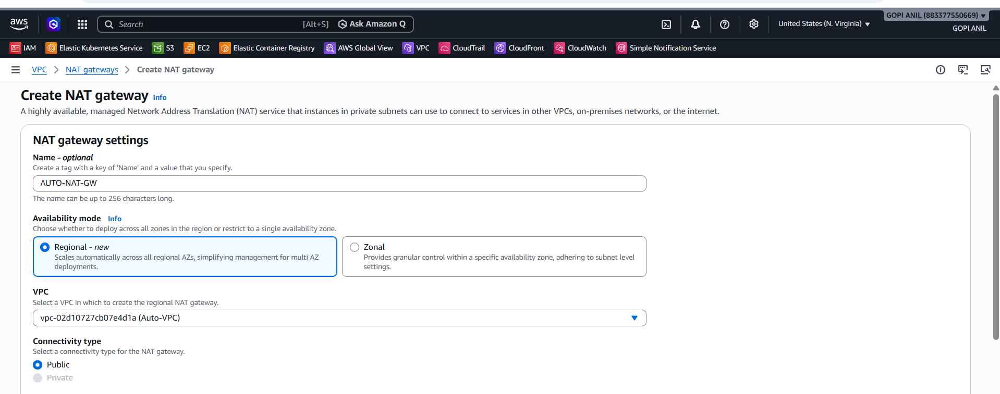 aws
Search [Alt+S] Ask Amazon Q
United States (N. Virginia) ▼
GOPI ANIL (883377550669) ▼
GOPI ANIL
IAM Elastic Kubernetes Service S3 EC2 Elastic Container Registry AWS Global View VPC CloudTrail CloudFront CloudWatch Simple Notification Service
VPC > NAT gateways > Create NAT gateway
Create NAT gateway Info
A highly available, managed Network Address Translation (NAT) service that instances in private subnets can use to connect to services in other VPCs, on-premises networks, or the internet.
NAT gateway settings
Name - optional
Create a tag with a key of 'Name' and a value that you specify.
AUTO-NAT-GW
The name can be up to 256 characters long.
Availability mode Info
Choose whether to deploy across all zones in the region or restrict to a single availability zone.
Regional - new
Scales automatically across all regional AZs, simplifying management for multi AZ
deployments.
Zonal
Provides granular control within a specific availability zone, adhering to subnet level
settings.
VPC
Select a VPC in which to create the regional NAT gateway.
vpc-02d10727cb07e4d1a (Auto-VPC)
Connectivity type
Select a connectivity type for the NAT gateway.
Public
Private